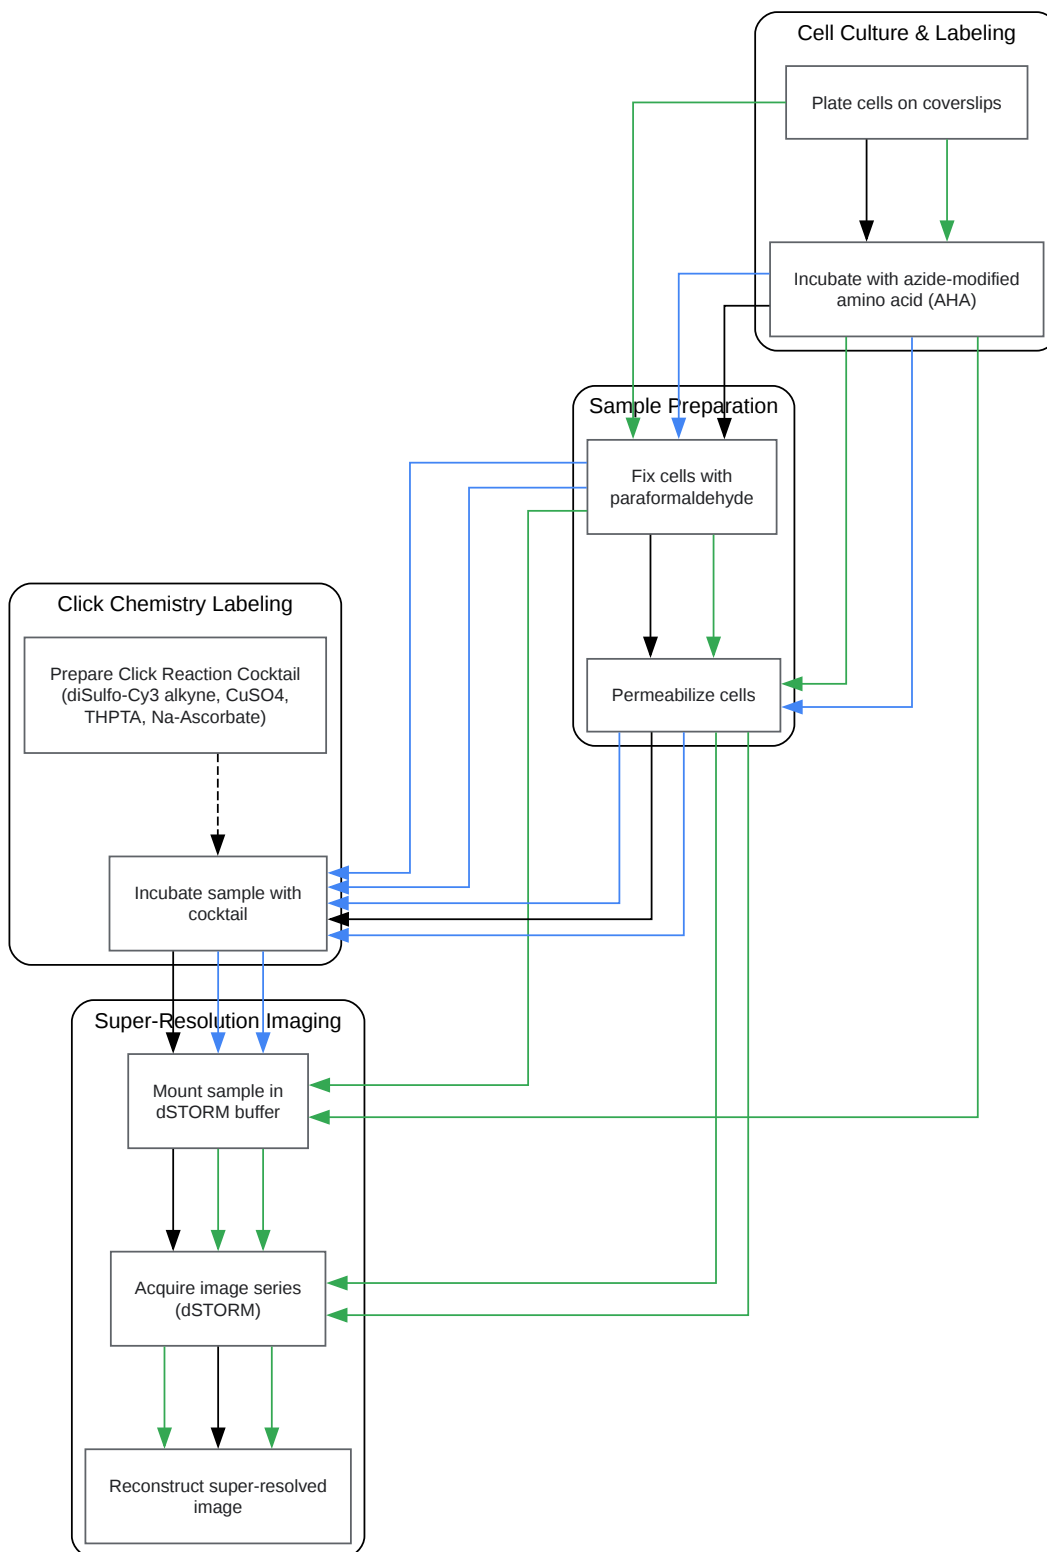 Cell Culture & Labeling
Plate cells on coverslips
Incubate with azide-modified
amino acid (AHA)
Sample Preparation
Fix cells with
paraformaldehyde
Permeabilize cells
Click Chemistry Labeling
Prepare Click Reaction Cocktail
(diSulfo-Cy3 alkyne, CuSO4,
THPTA, Na-Ascorbate)
Incubate sample with
cocktail
Super-Resolution Imaging
Mount sample in
dSTORM buffer
Acquire image series
(dSTORM)
Reconstruct super-resolved
image